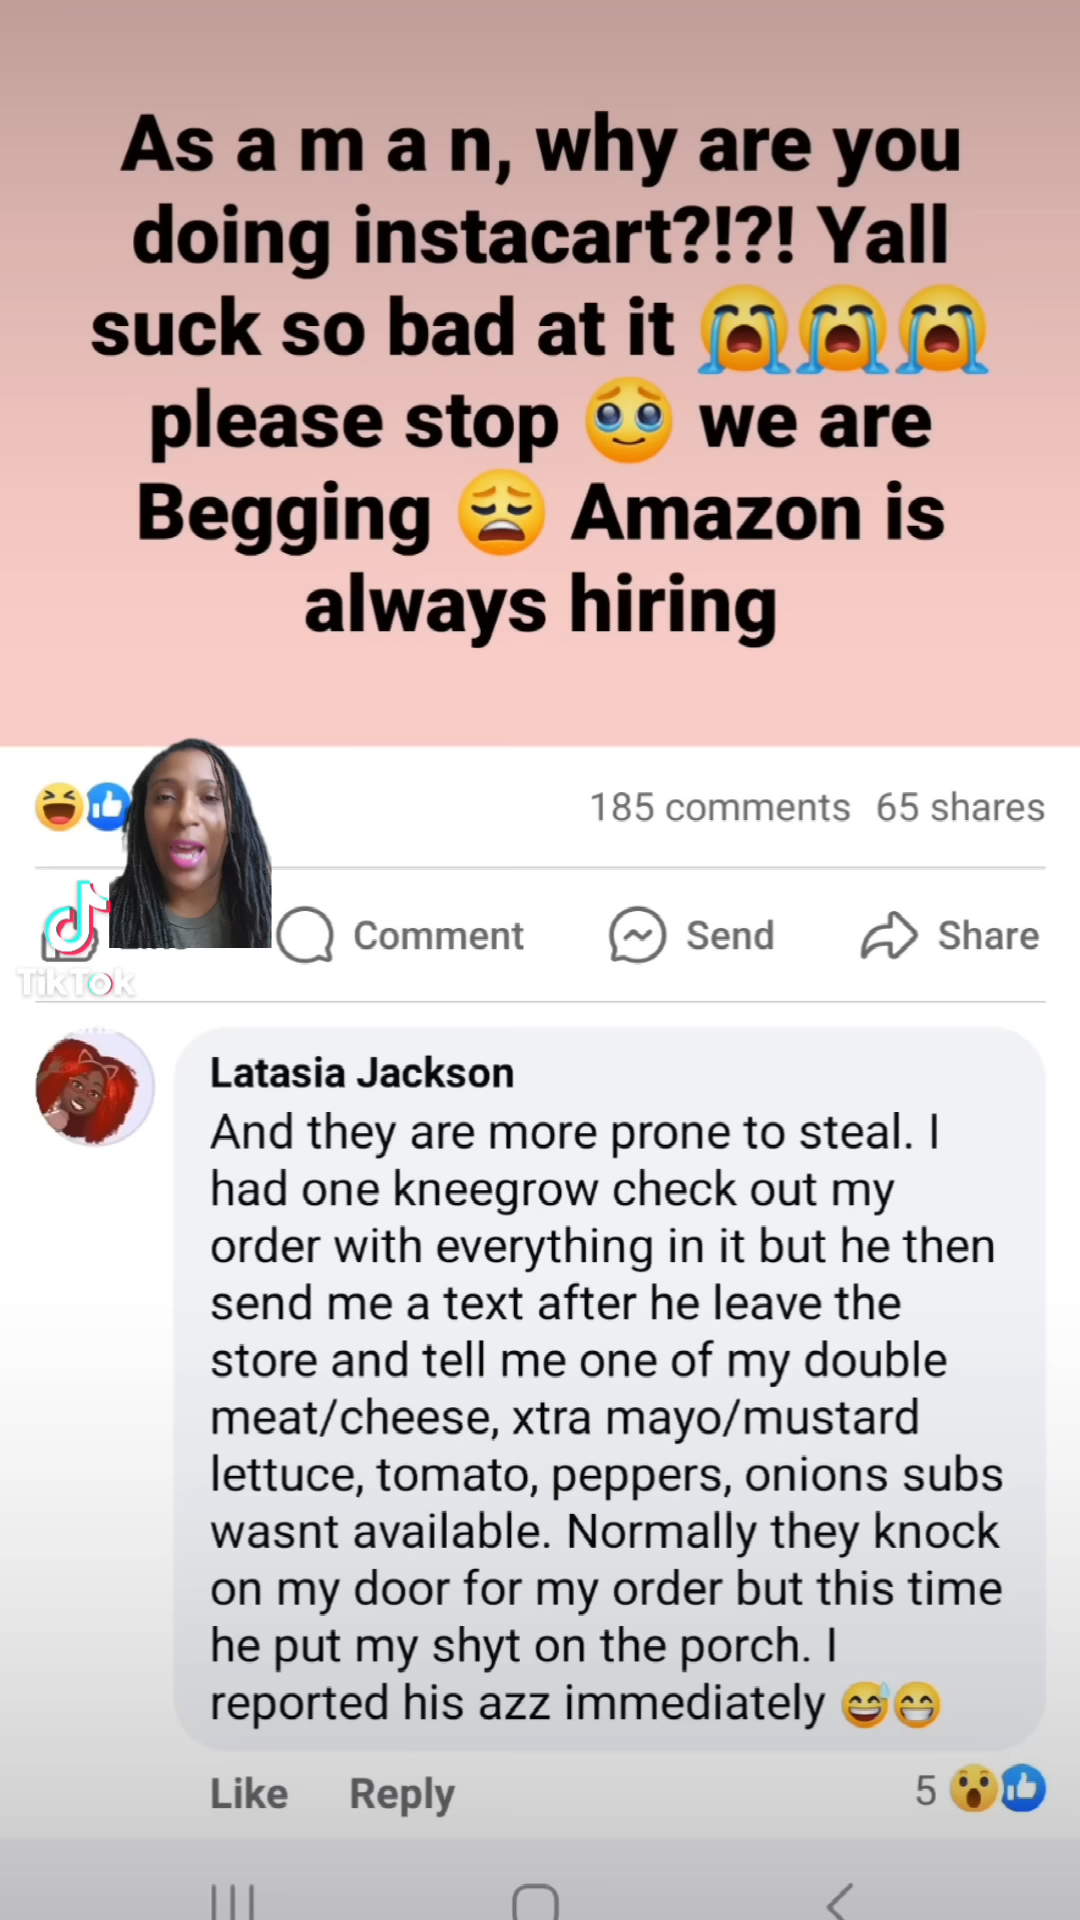 As a m a n, why are you
doing instacart?!?! Yall
suck so bad at it 😭😭😭
please stop 🥹 we are
Begging 😩 Amazon is
always hiring
185 comments 65 shares
Comment Send Share
TikTok
Latasia Jackson
And they are more prone to steal. I
had one kneegrow check out my
order with everything in it but he then
send me a text after he leave the
store and tell me one of my double
meat/cheese, xtra mayo/mustard
lettuce, tomato, peppers, onions subs
wasnt available. Normally they knock
on my door for my order but this time
he put my shyt on the porch. I
reported his azz immediately 😅😁
Like Reply 5